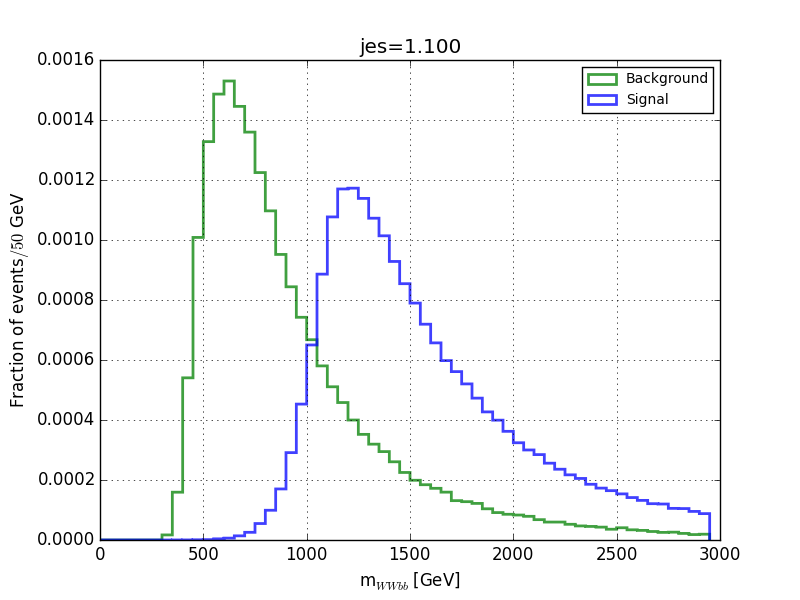 jes=1.100
0.0016
0.0014
0.0012
0.0010
0.0008
0.0006
0.0004
0.0002
0.0000
Fraction of events/50 GeV
Background
Signal
0 500 1000 1500 2000 2500 3000
m_{WWbb} [GeV]